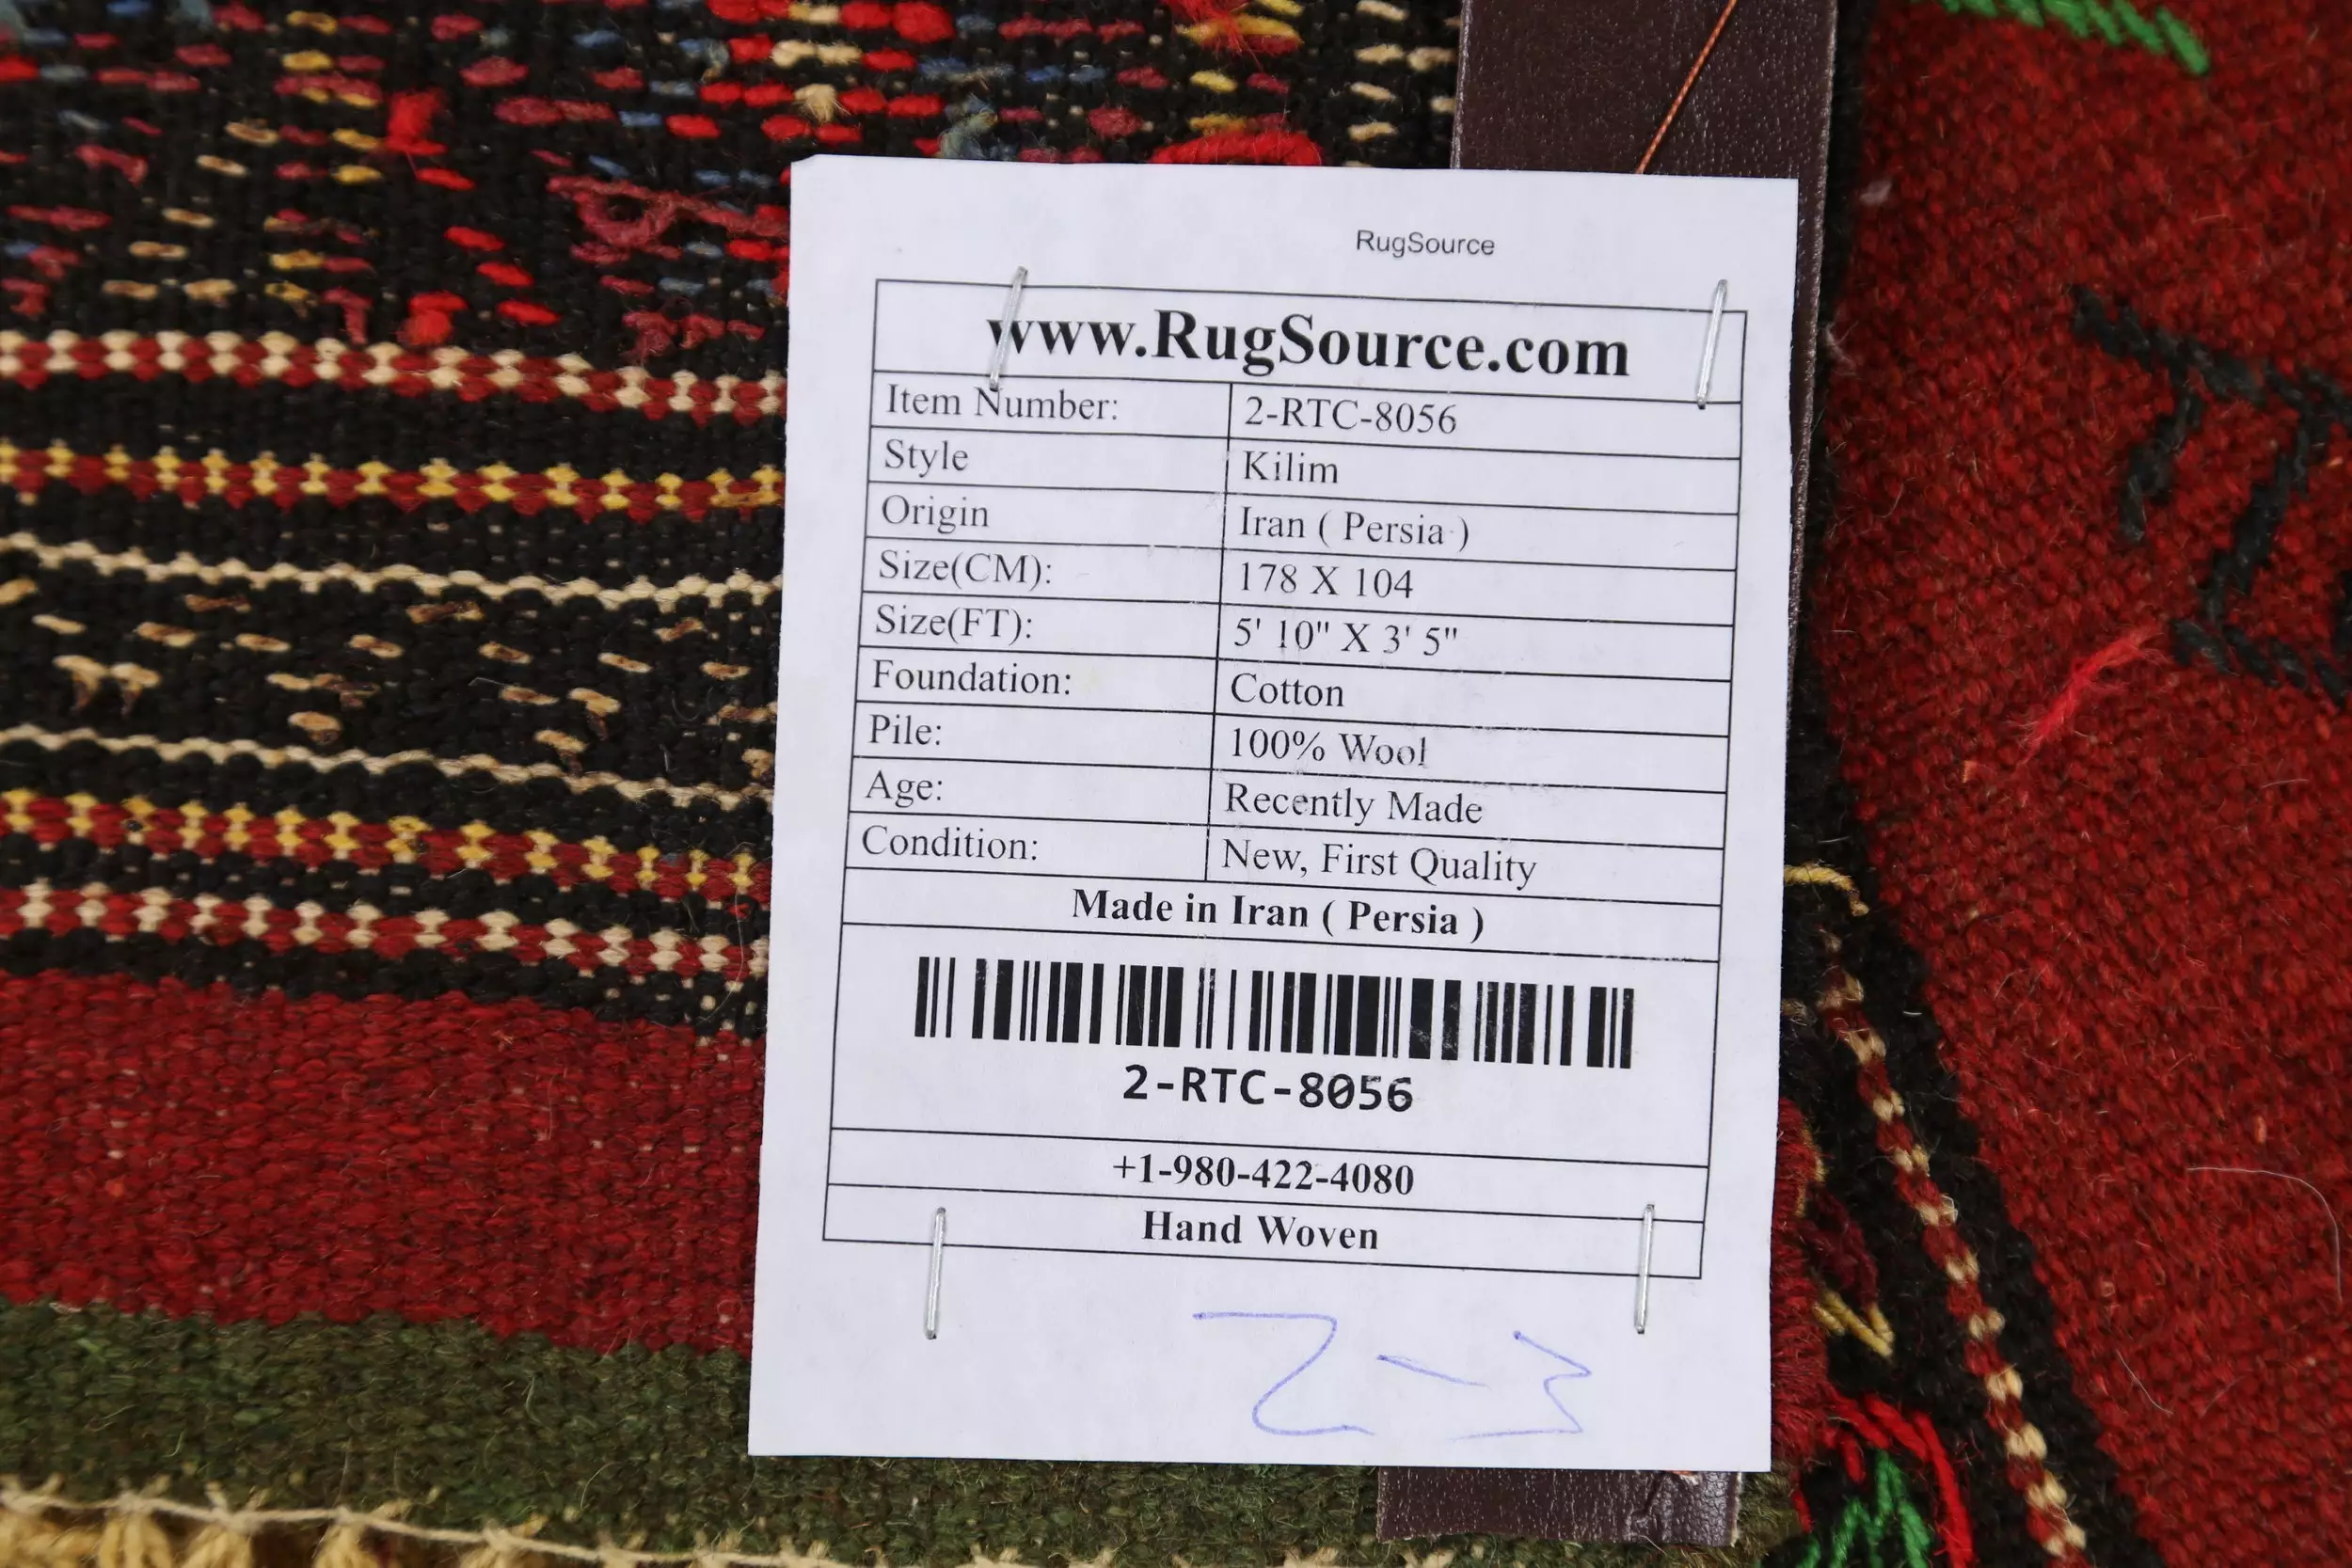 RugSource
www.RugSource.com
Item Number: 2-RTC-8056
Style Kilim
Origin Iran ( Persia )
Size(CM): 178 X 104
Size(FT): 5' 10" X 3' 5"
Foundation: Cotton
Pile: 100% Wool
Age: Recently Made
Condition: New, First Quality
Made in Iran ( Persia )
2-RTC-8056
+1-980-422-4080
Hand Woven
2-3